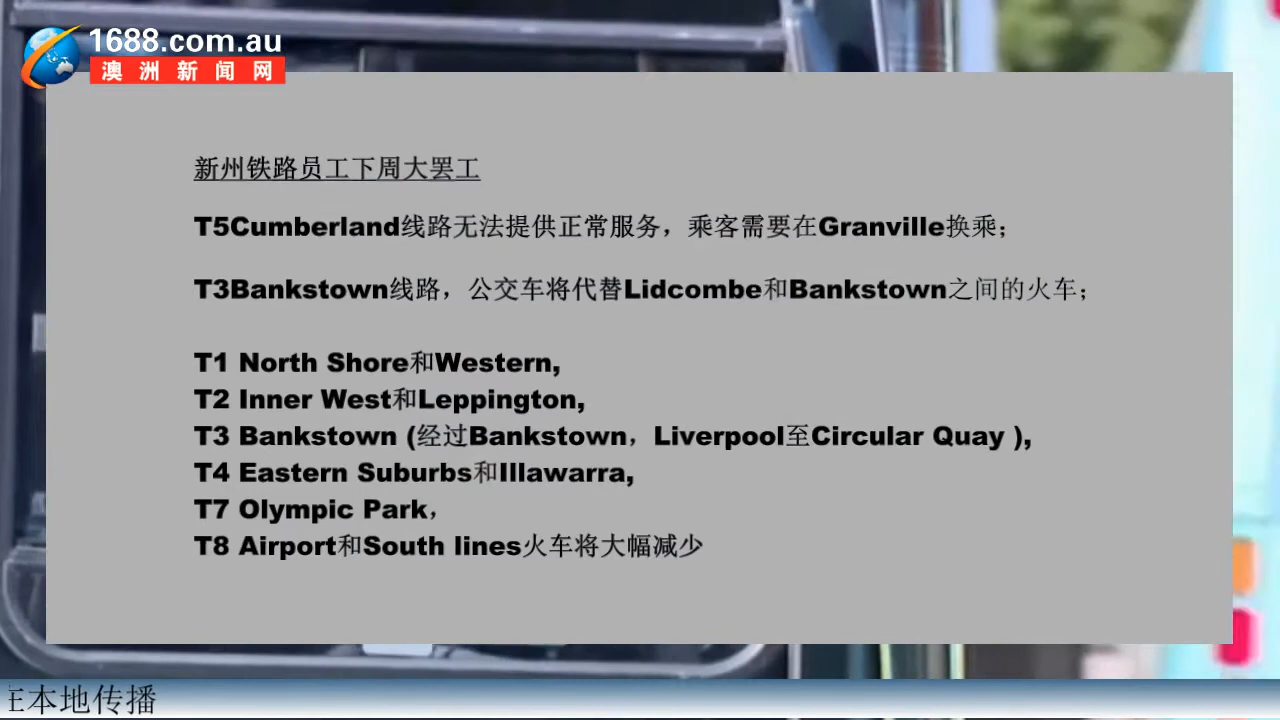 1688.com.au
澳洲新闻网
新州铁路员工下周大罢工
T5Cumberland线路无法提供正常服务，乘客需要在Granville换乘；
T3Bankstown线路，公交车将代替Lidcombe和Bankstown之间的火车；
T1 North Shore和Western,
T2 Inner West和Leppington,
T3 Bankstown (经过Bankstown，Liverpool至Circular Quay ),
T4 Eastern Suburbs和Illawarra,
T7 Olympic Park，
T8 Airport和South lines火车将大幅减少
本地传播